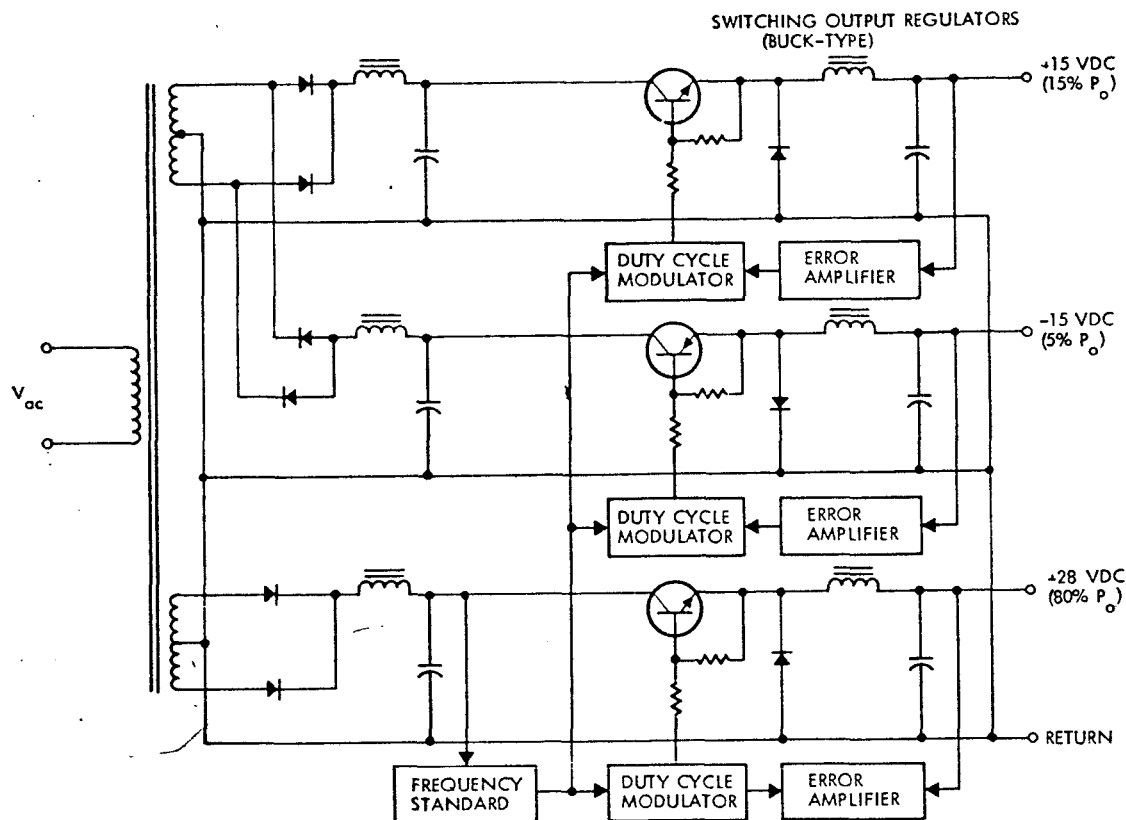 SWITCHING OUTPUT REGULATORS
(BUCK-TYPE)
+15 VDC
(15% Po)
DUTY CYCLE
MODULATOR
ERROR
AMPLIFIER
-15 VDC
(5% Po)
Vac
DUTY CYCLE
MODULATOR
ERROR
AMPLIFIER
+28 VDC
(80% Po)
RETURN
FREQUENCY
STANDARD
DUTY CYCLE
MODULATOR
ERROR
AMPLIFIER